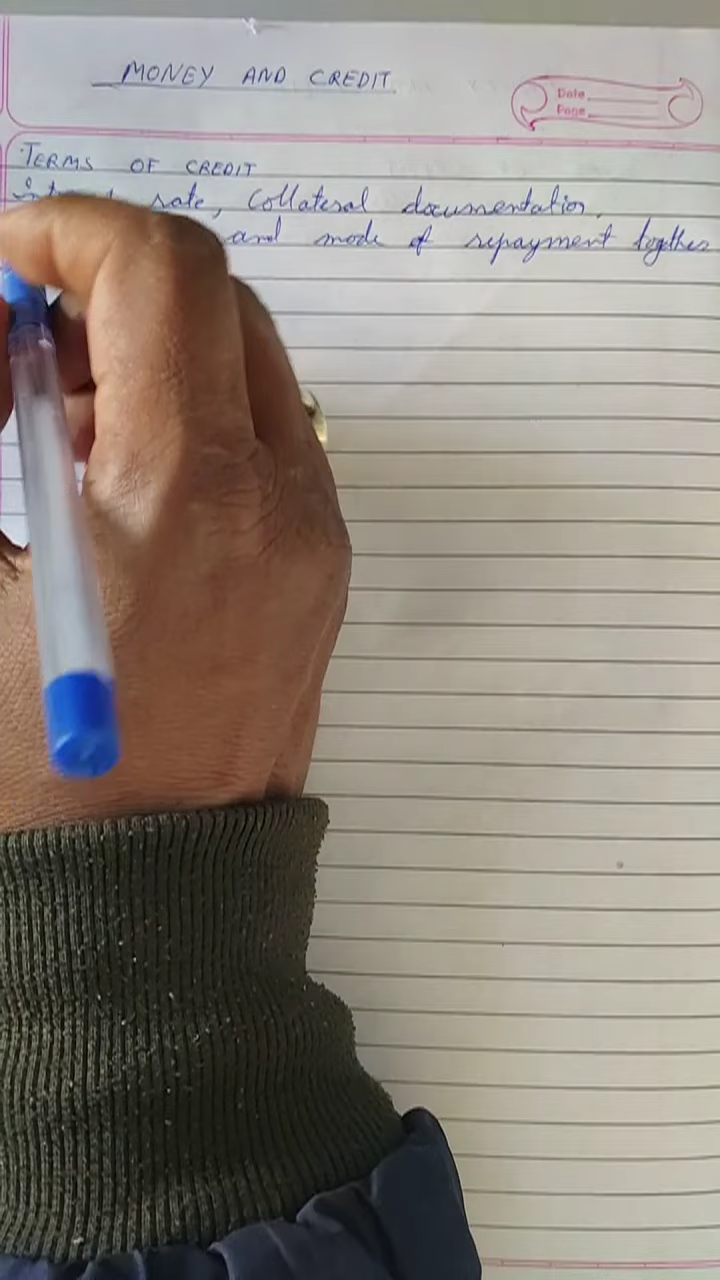 MONEY AND CREDIT
Date
Page
TERMS OF CREDIT
rate, Collateral documentation,
and mode of repayment together